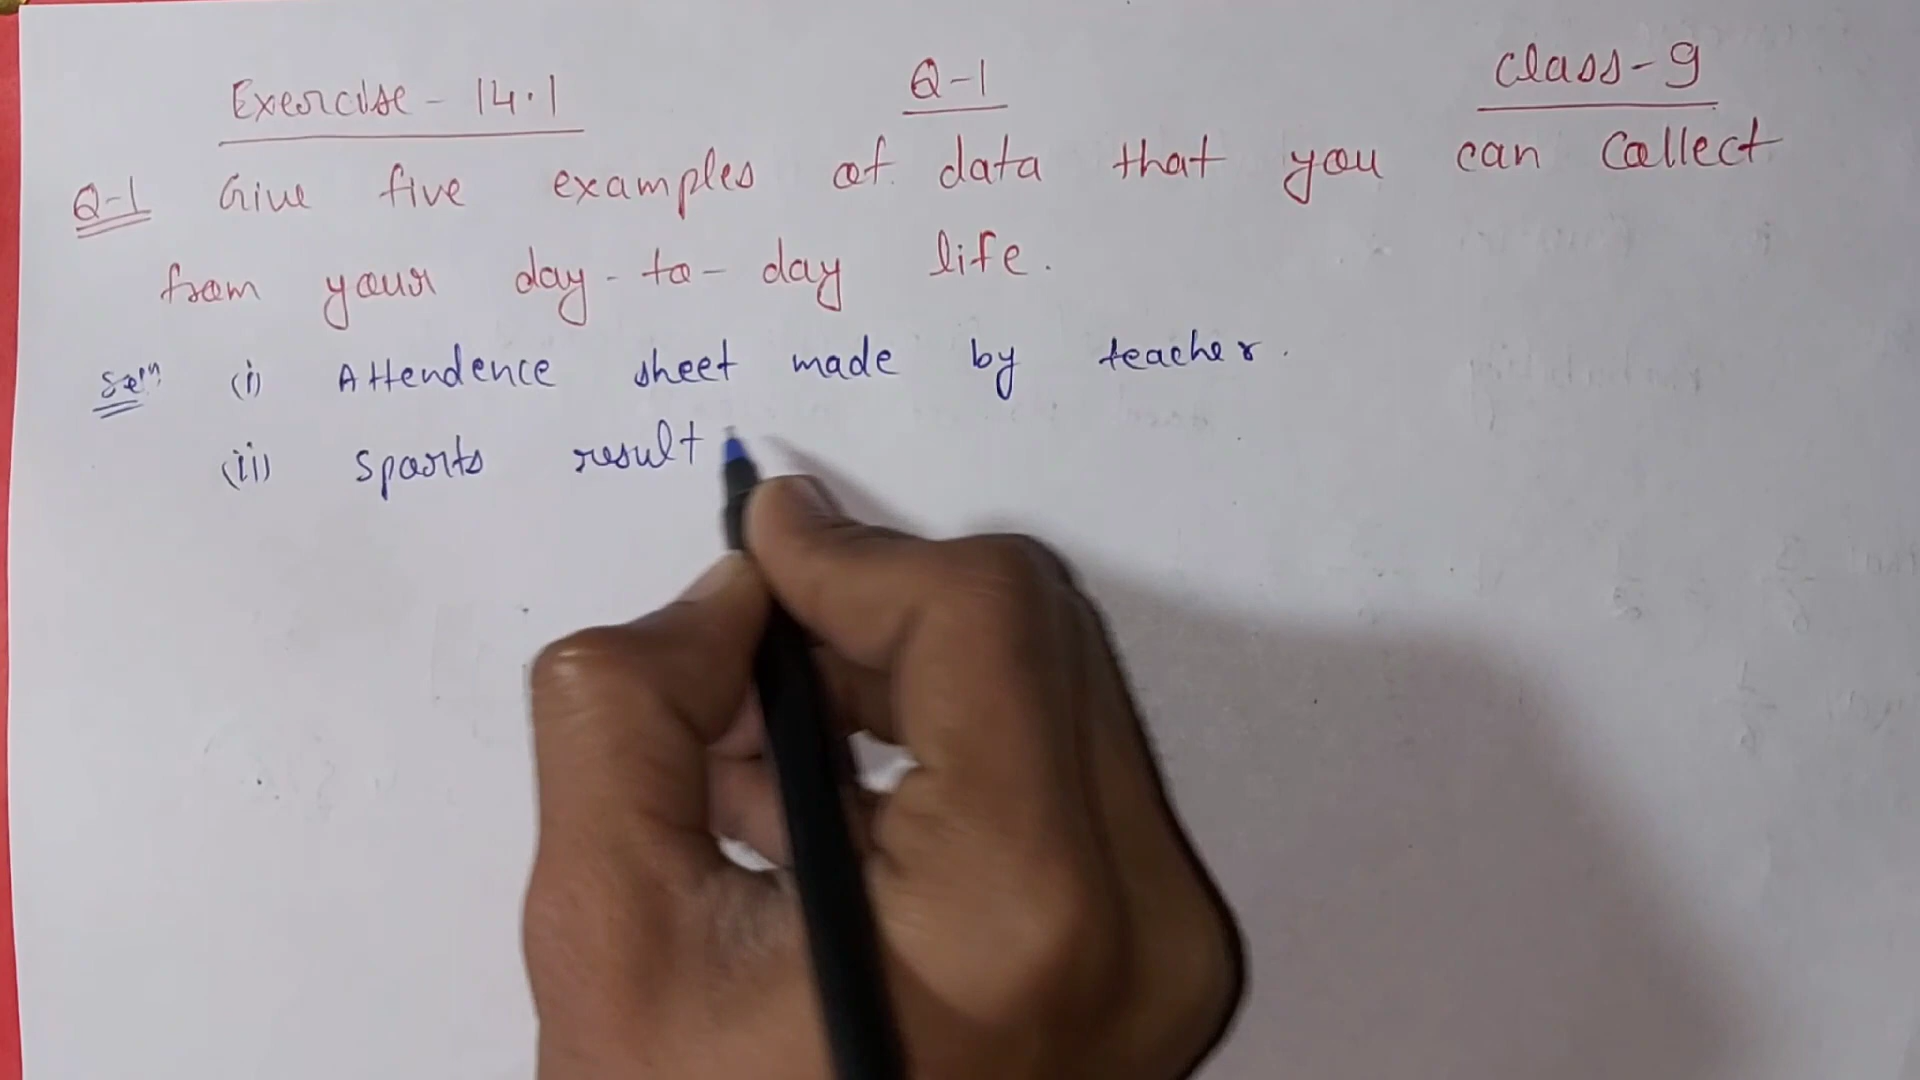 Exercise - 14.1 Q-1 Class-9
Q-1 Give five examples of data that you can collect
from your day-to-day life.
Soln (i) Attendence sheet made by teacher.
(ii) Sports result